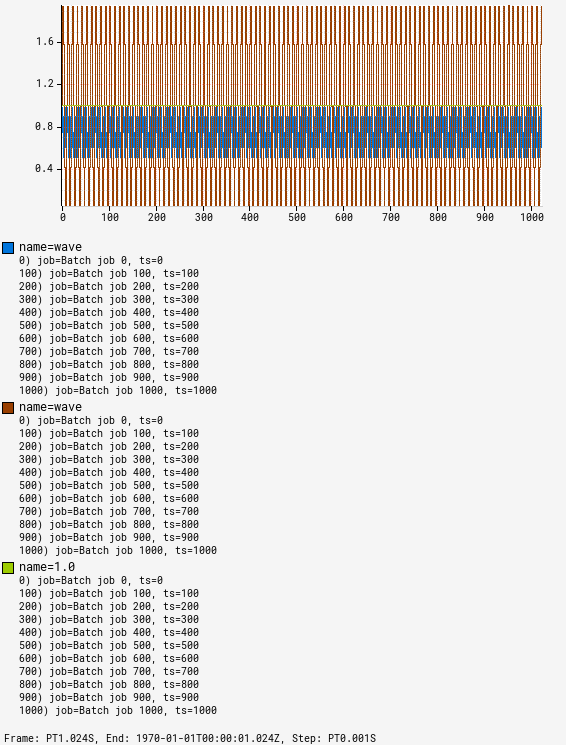 1.6
1.2
0.8
0.4
0 100 200 300 400 500 600 700 800 900 1000
name=wave
0) job=Batch job 0, ts=0
100) job=Batch job 100, ts=100
200) job=Batch job 200, ts=200
300) job=Batch job 300, ts=300
400) job=Batch job 400, ts=400
500) job=Batch job 500, ts=500
600) job=Batch job 600, ts=600
700) job=Batch job 700, ts=700
800) job=Batch job 800, ts=800
900) job=Batch job 900, ts=900
1000) job=Batch job 1000, ts=1000
name=wave
0) job=Batch job 0, ts=0
100) job=Batch job 100, ts=100
200) job=Batch job 200, ts=200
300) job=Batch job 300, ts=300
400) job=Batch job 400, ts=400
500) job=Batch job 500, ts=500
600) job=Batch job 600, ts=600
700) job=Batch job 700, ts=700
800) job=Batch job 800, ts=800
900) job=Batch job 900, ts=900
1000) job=Batch job 1000, ts=1000
name=1.0
0) job=Batch job 0, ts=0
100) job=Batch job 100, ts=100
200) job=Batch job 200, ts=200
300) job=Batch job 300, ts=300
400) job=Batch job 400, ts=400
500) job=Batch job 500, ts=500
600) job=Batch job 600, ts=600
700) job=Batch job 700, ts=700
800) job=Batch job 800, ts=800
900) job=Batch job 900, ts=900
1000) job=Batch job 1000, ts=1000
Frame: PT1.024S, End: 1970-01-01T00:00:01.024Z, Step: PT0.001S